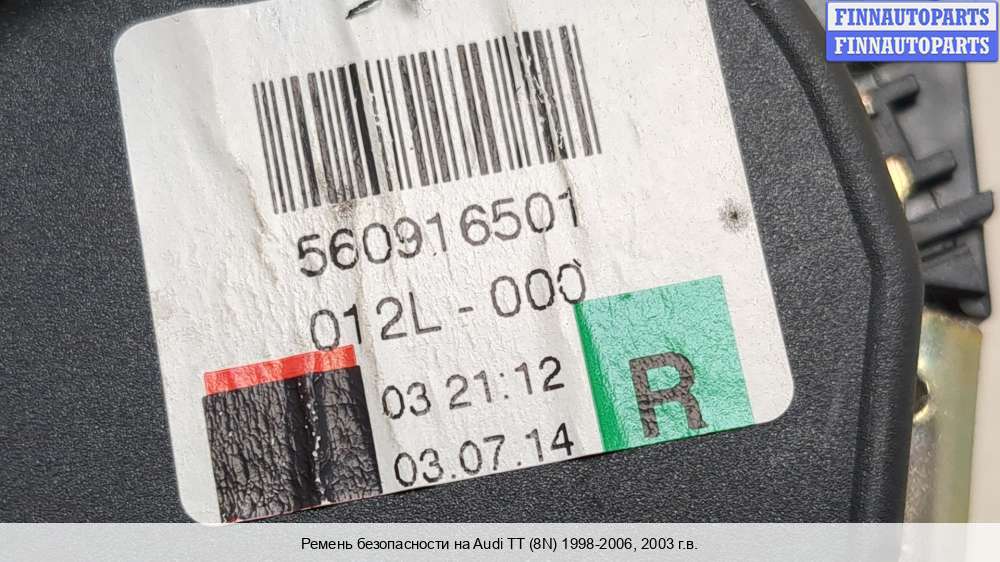 FINNAUTOPARTS
FINNAUTOPARTS
560916501
012L - 000
03 21:12
03.07.14
R
Ремень безопасности на Audi TT (8N) 1998-2006, 2003 г.в.